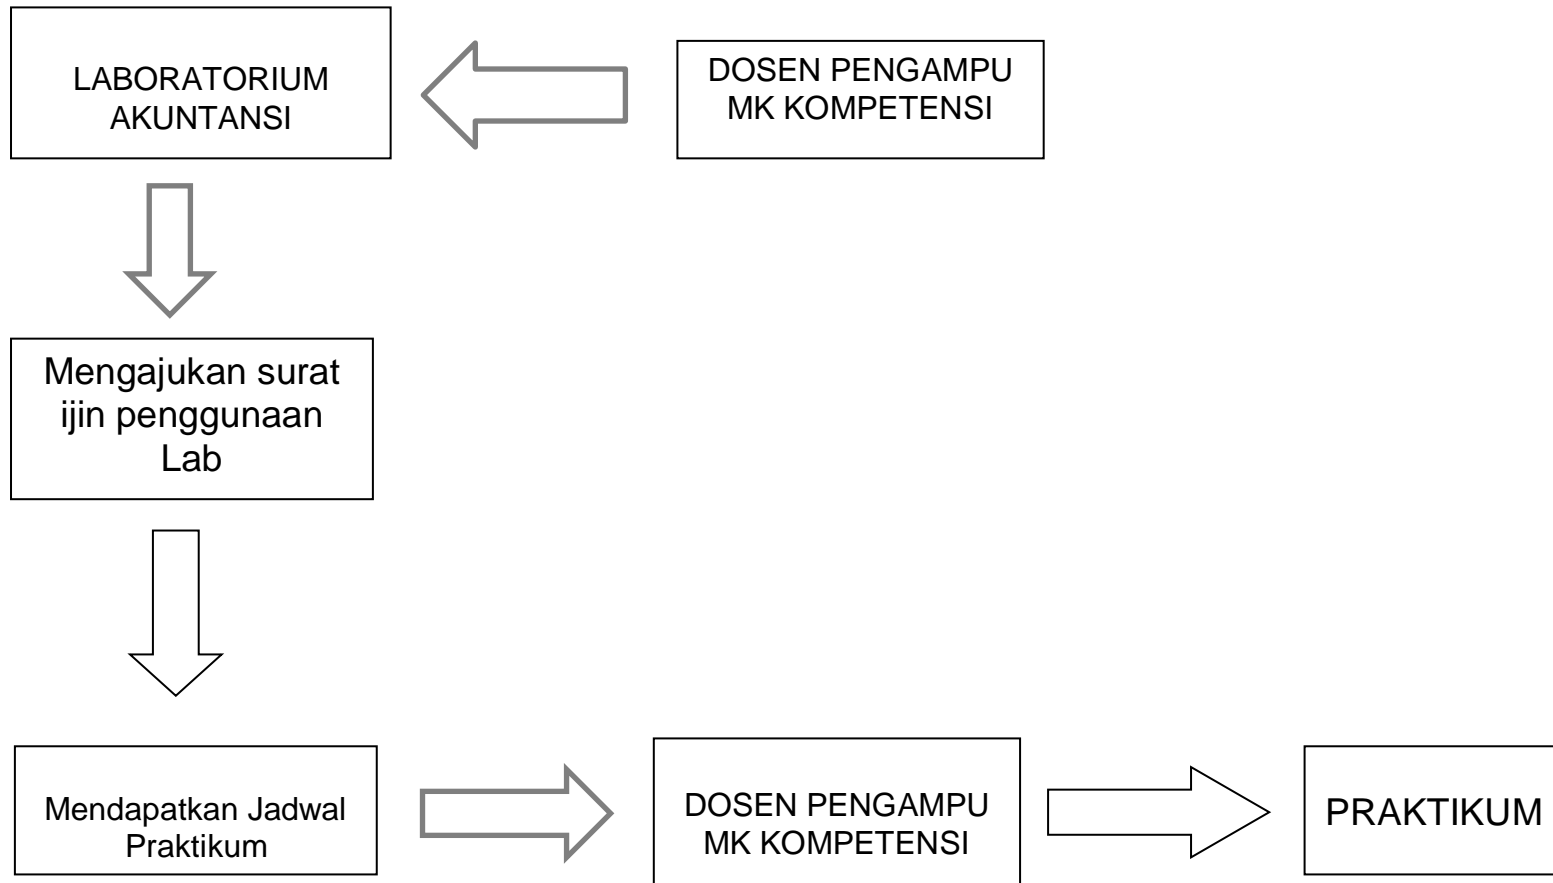 LABORATORIUM
AKUNTANSI
DOSEN PENGAMPU
MK KOMPETENSI
Mengajukan surat
ijin penggunaan
Lab
Mendapatkan Jadwal
Praktikum
DOSEN PENGAMPU
MK KOMPETENSI
PRAKTIKUM